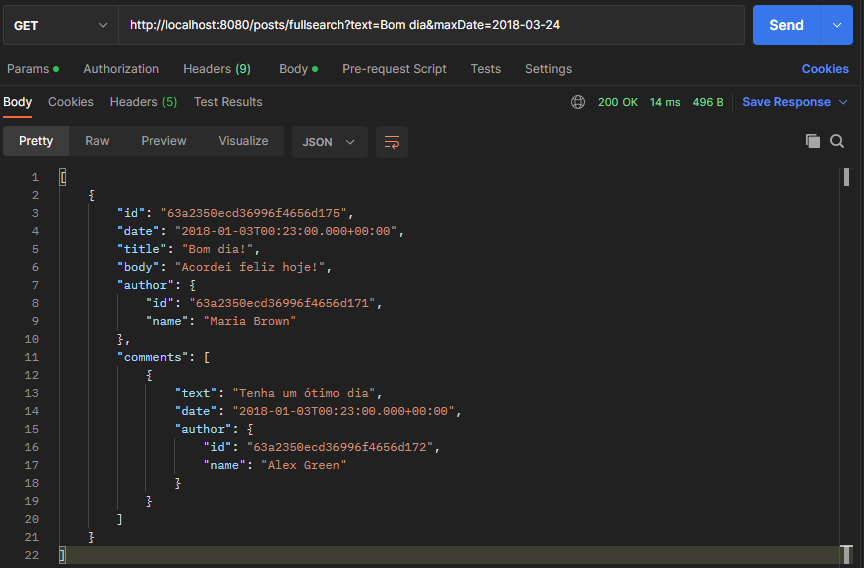 GET http://localhost:8080/posts/fullsearch?text=Bom dia&maxDate=2018-03-24 Send
Params Authorization Headers (9) Body Pre-request Script Tests Settings Cookies
Body Cookies Headers (5) Test Results 200 OK 14 ms 496 B Save Response
Pretty Raw Preview Visualize JSON
1 [
2 {
3 "id": "63a2350ecd36996f4656d175",
4 "date": "2018-01-03T00:23:00.000+00:00",
5 "title": "Bom dia!",
6 "body": "Acordei feliz hoje!",
7 "author": {
8 "id": "63a2350ecd36996f4656d171",
9 "name": "Maria Brown"
10 },
11 "comments": [
12 {
13 "text": "Tenha um ótimo dia",
14 "date": "2018-01-03T00:23:00.000+00:00",
15 "author": {
16 "id": "63a2350ecd36996f4656d172",
17 "name": "Alex Green"
18 }
19 }
20 ]
21 }
22 ]